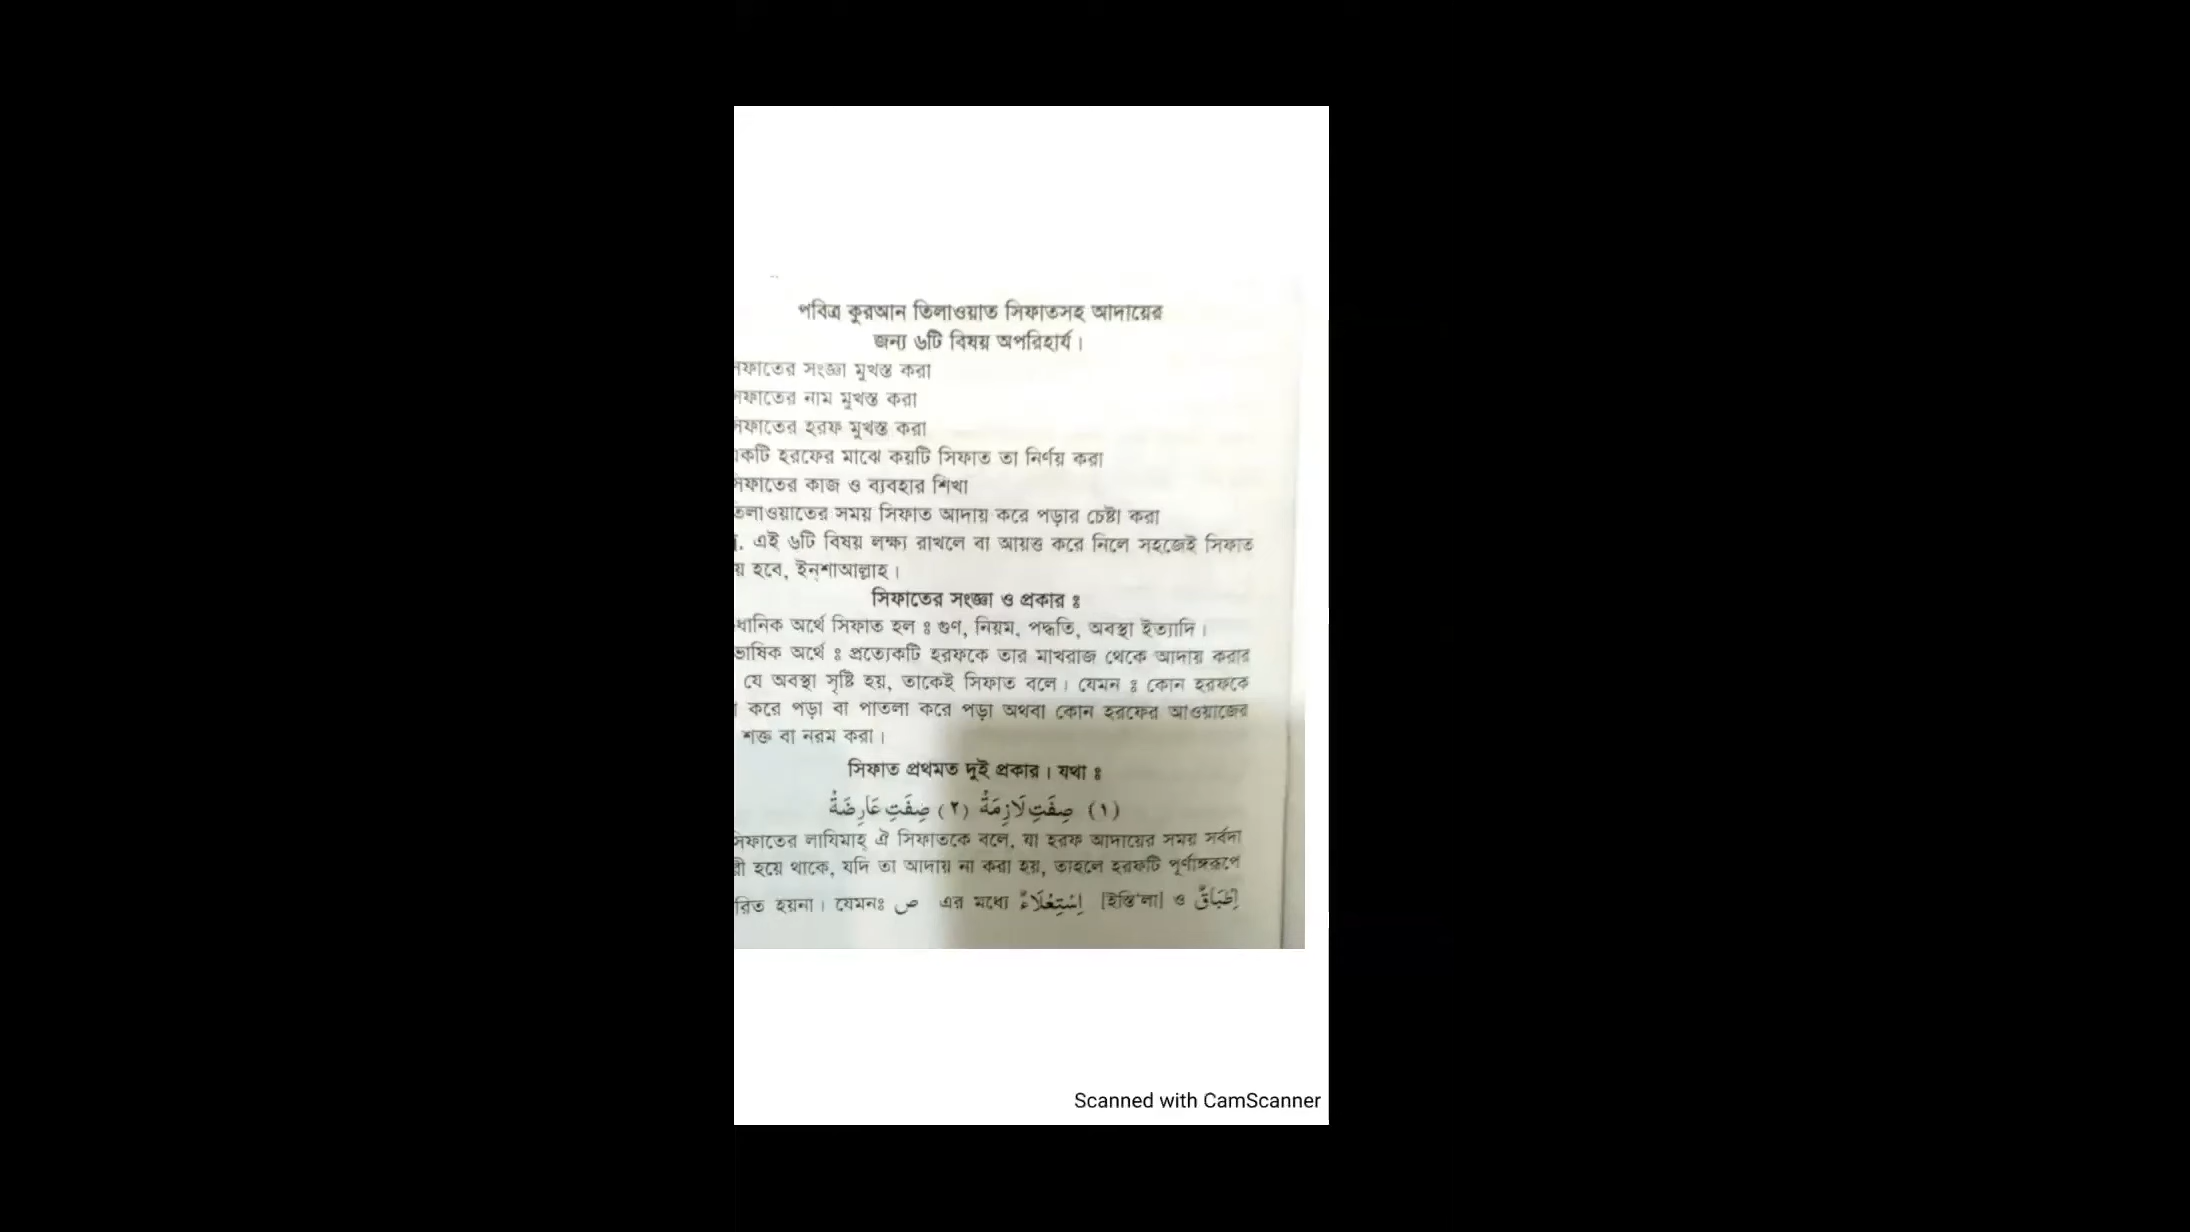 পবিত্র কুরআন তিলাওয়াত সিফাতসহ আদায়ের
জন্য ৬টি বিষয় অপরিহার্য।
িফাতের সংজ্ঞা মুখস্ত করা
িফাতের নাম মুখস্ত করা
িফাতের হরফ মুখস্ত করা
কটি হরফের মাঝে কয়টি সিফাত তা নির্ণয় করা
িফাতের কাজ ও ব্যবহার শিখা
তিলাওয়াতের সময় সিফাত আদায় করে পড়ার চেষ্টা করা
এই ৬টি বিষয় লক্ষ্য রাখলে বা আয়ত্ত করে নিলে সহজেই সিফাত
য় হবে, ইন্‌শাআল্লাহ।
সিফাতের সংজ্ঞা ও প্রকার ঃ
ধানিক অর্থে সিফাত হল ঃ গুণ, নিয়ম, পদ্ধতি, অবস্থা ইত্যাদি।
ভাষিক অর্থে ঃ প্রত্যেকটি হরফকে তার মাখরাজ থেকে আদায় করার
যে অবস্থা সৃষ্টি হয়, তাকেই সিফাত বলে। যেমন ঃ কোন হরফকে
করে পড়া বা পাতলা করে পড়া অথবা কোন হরফের আওয়াজের
শক্ত বা নরম করা।
সিফাত প্রথমত দুই প্রকার। যথা ঃ
(١) صِفَتِ لَازِمَةْ (٢) صِفَتِ عَارِضَةْ
সিফাতের লাযিমাহ্ ঐ সিফাতকে বলে, যা হরফ আদায়ের সময় সর্বদা
য়ী হয়ে থাকে, যদি তা আদায় না করা হয়, তাহলে হরফটি পূর্ণাঙ্গরূপে
রিত হয়না। যেমনঃ ص এর মধ্যে اِسْتِعْلَاءٌ [ইস্তি'লা] ও اِطْبَاقٌ
Scanned with CamScanner